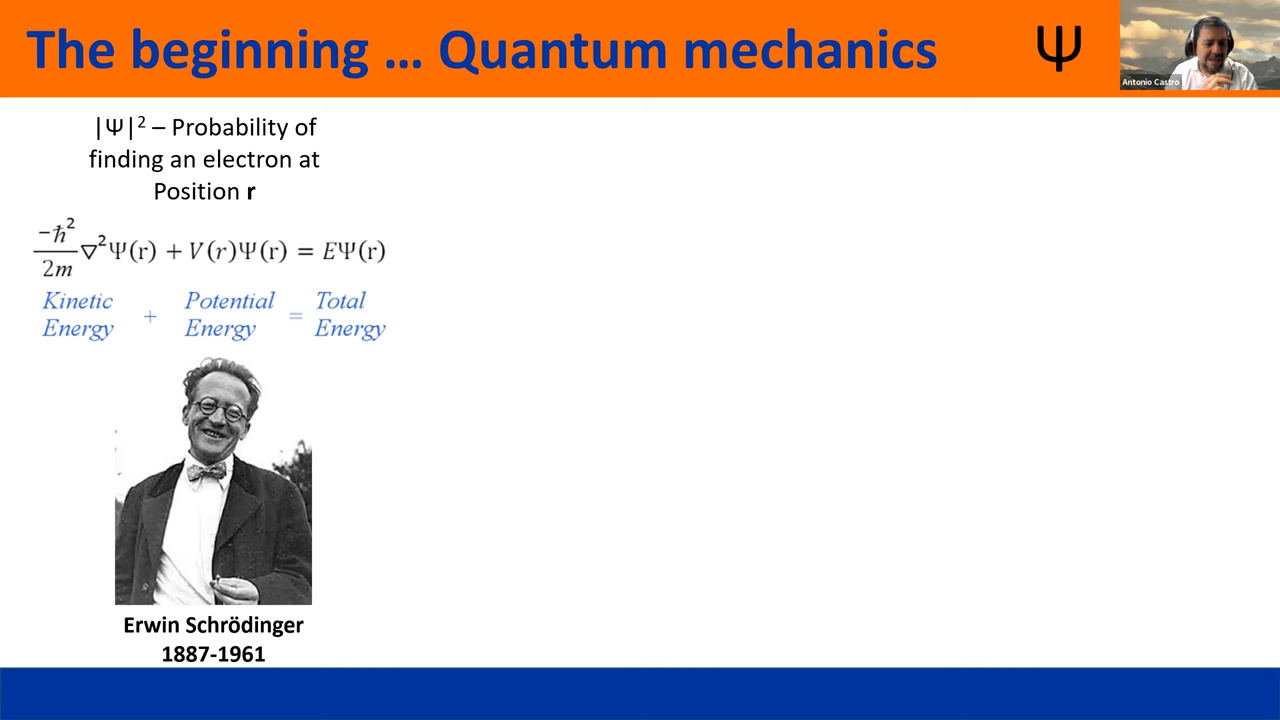 The beginning ... Quantum mechanics
Ψ
Antonio Castro
|Ψ|² – Probability of
finding an electron at
Position r
-ħ²/2m ∇²Ψ(r) + V(r)Ψ(r) = EΨ(r)
Kinetic Energy + Potential Energy = Total Energy
Erwin Schrödinger
1887-1961